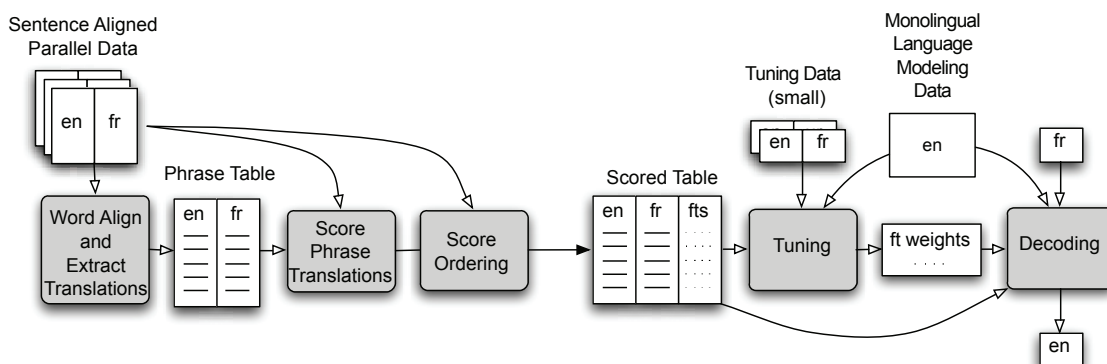 Sentence Aligned
Parallel Data
en fr
Word Align
and
Extract
Translations
Phrase Table
en fr
Score
Phrase
Translations
Score
Ordering
Scored Table
en fr fts
Tuning Data
(small)
en fr
Tuning
Monolingual
Language
Modeling
Data
en
ft weights
fr
Decoding
en